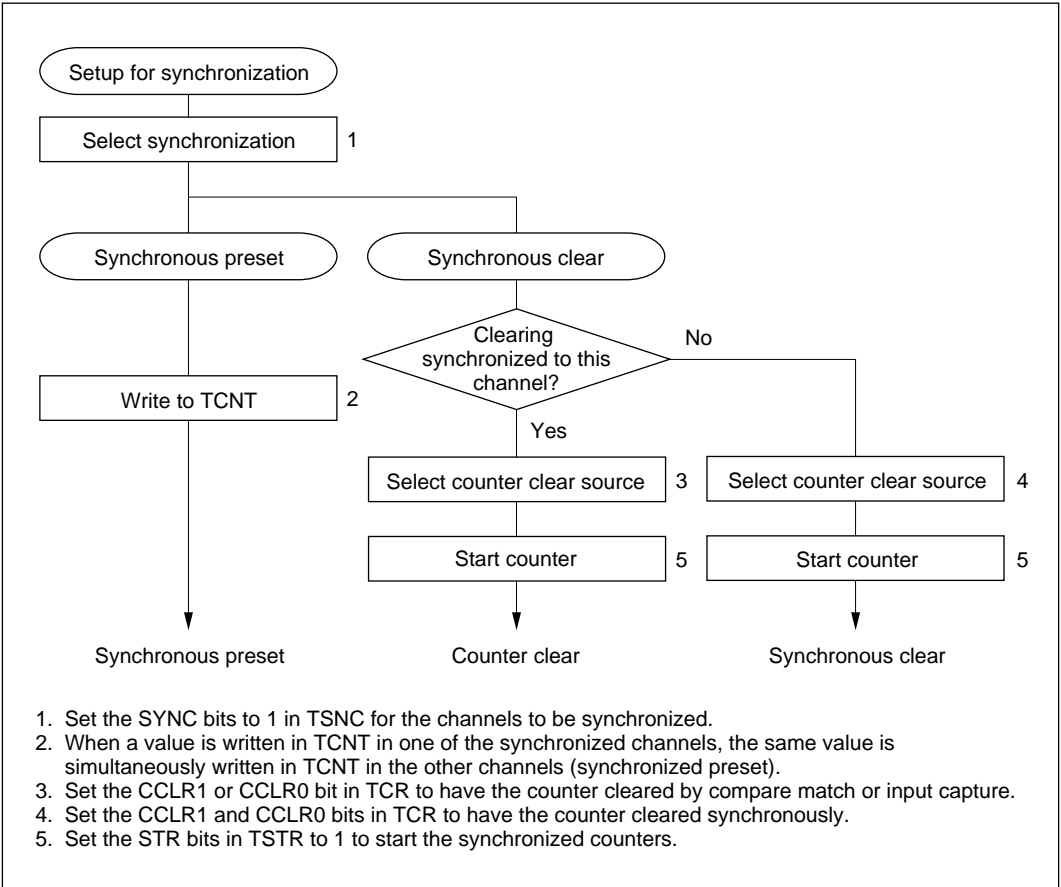 Setup for synchronization
Select synchronization 1
Synchronous preset
Synchronous clear
Clearing
synchronized to this
channel?
No
Write to TCNT 2
Yes
Select counter clear source 3
Select counter clear source 4
Start counter 5
Start counter 5
Synchronous preset
Counter clear
Synchronous clear
1. Set the SYNC bits to 1 in TSNC for the channels to be synchronized.
2. When a value is written in TCNT in one of the synchronized channels, the same value is
simultaneously written in TCNT in the other channels (synchronized preset).
3. Set the CCLR1 or CCLR0 bit in TCR to have the counter cleared by compare match or input capture.
4. Set the CCLR1 and CCLR0 bits in TCR to have the counter cleared synchronously.
5. Set the STR bits in TSTR to 1 to start the synchronized counters.